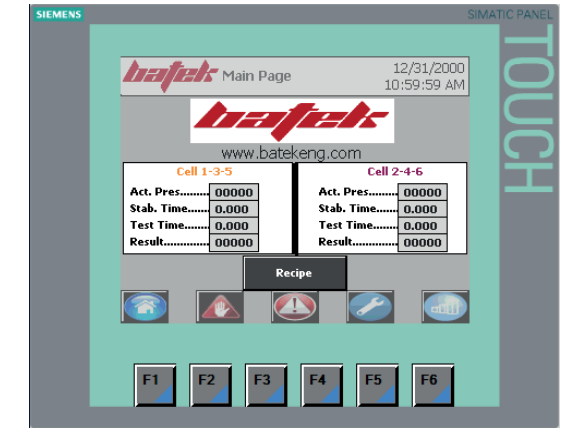 SIEMENS
SIMATIC PANEL
TOUCH
batek Main Page
12/31/2000
10:59:59 AM
batek
www.batekeng.com
Cell 1-3-5
Act. Pres......... 00000
Stab. Time....... 0.000
Test Time........ 0.000
Result.............. 00000
Cell 2-4-6
Act. Pres......... 00000
Stab. Time....... 0.000
Test Time........ 0.000
Result.............. 00000
Recipe
F1 F2 F3 F4 F5 F6